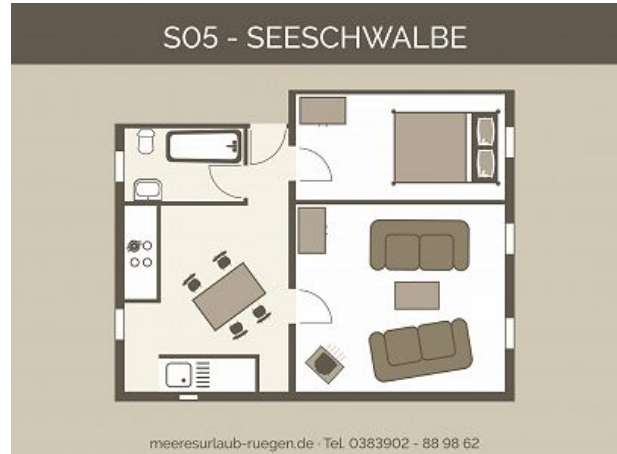 S05 - SEESCHWALBE
meeresurlaub-ruegen.de · Tel. 0383902 - 88 98 62